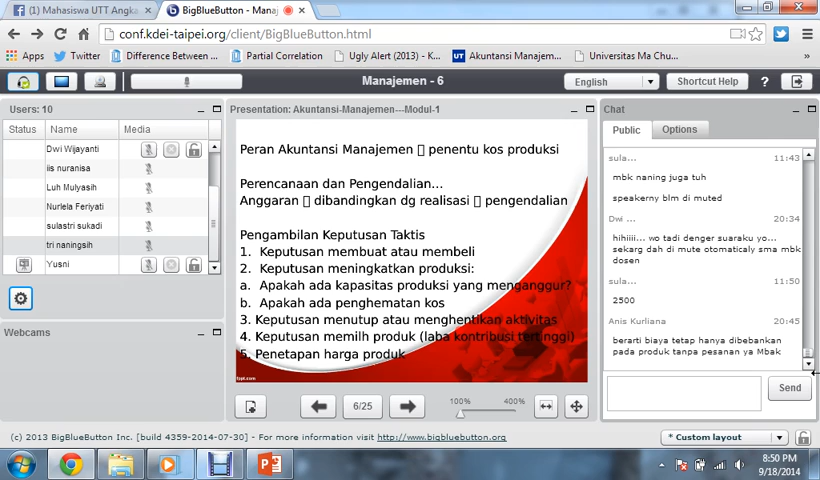 (1) Mahasiswa UTT Angka
BigBlueButton - Manaj
conf.kdei-taipei.org/client/BigBlueButton.html
Apps
Twitter
Difference Between ...
Partial Correlation
Ugly Alert (2013) - K...
UT
Akuntansi Manajem...
Universitas Ma Chu...
Manajemen - 6
English
Shortcut Help
?
Users: 10
Status Name Media
Dwi Wijayanti
iis nuranisa
Luh Mulyasih
Nurlela Feriyati
sulastri sukadi
tri naningsih
Yusni
Webcams
Presentation: Akuntansi-Manajemen---Modul-1
Peran Akuntansi Manajemen ▯ penentu kos produksi
Perencanaan dan Pengendalian...
Anggaran ▯ dibandingkan dg realisasi ▯ pengendalian
Pengambilan Keputusan Taktis
1. Keputusan membuat atau membeli
2. Keputusan meningkatkan produksi:
a. Apakah ada kapasitas produksi yang menganggur?
b. Apakah ada penghematan kos
3. Keputusan menutup atau menghentikan aktivitas
4. Keputusan memilh produk (laba kontribusi tertinggi)
5. Penetapan harga produk
6/25
100% 400%
Chat
Public Options
sula... 11:43
mbk naning juga tuh
speakerny blm di muted
Dwi ... 20:34
hihiiii... wo tadi denger suaraku yo...
sekarg dah di mute otomaticaly sma mbk
dosen
sula... 11:50
2500
Anis Kurliana 20:45
berarti biaya tetap hanya dibebankan
pada produk tanpa pesanan ya Mbak
Send
(c) 2013 BigBlueButton Inc. [build 4359-2014-07-30] - For more information visit http://www.bigbluebutton.org
* Custom layout
8:50 PM
9/18/2014